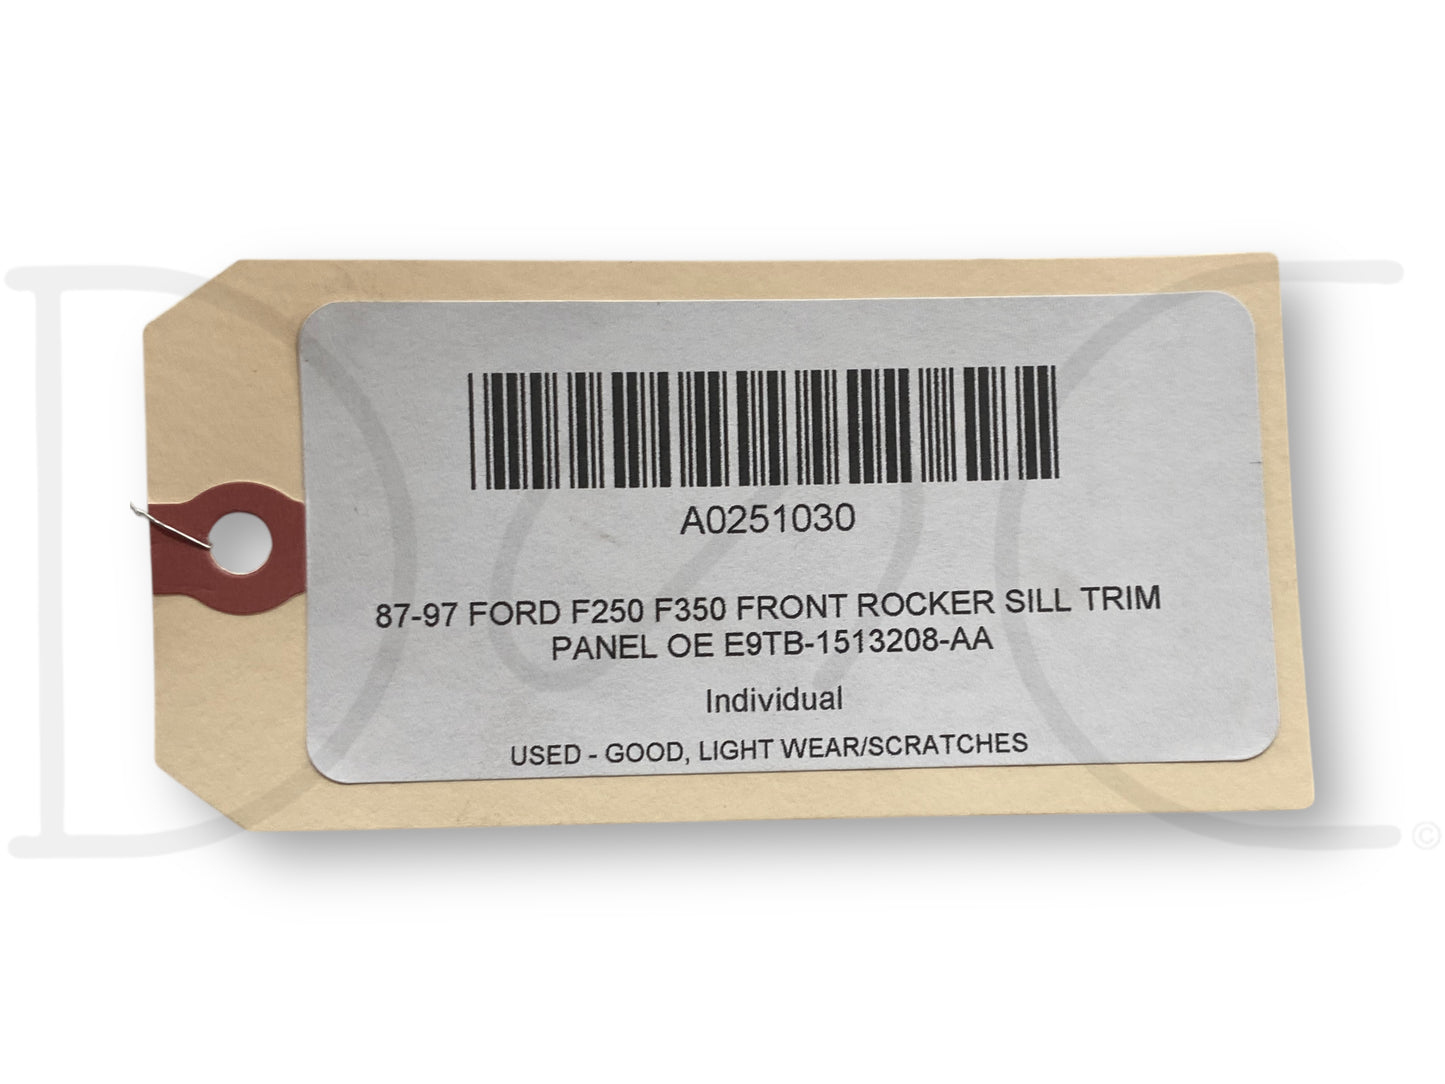 A0251030
87-97 FORD F250 F350 FRONT ROCKER SILL TRIM
PANEL OE E9TB-1513208-AA
Individual
USED - GOOD, LIGHT WEAR/SCRATCHES
©